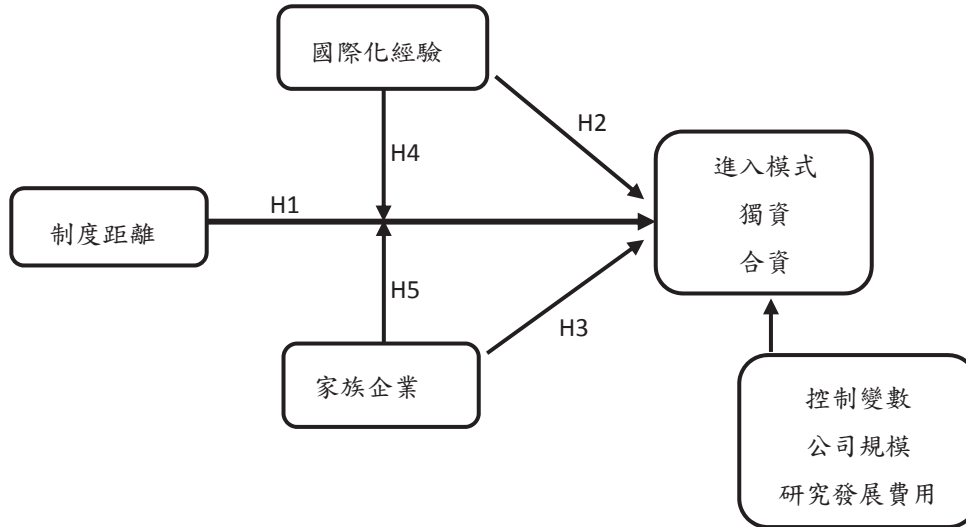 國際化經驗
H2
H4
進入模式
獨資
合資
H1
制度距離
H5
H3
家族企業
控制變數
公司規模
研究發展費用